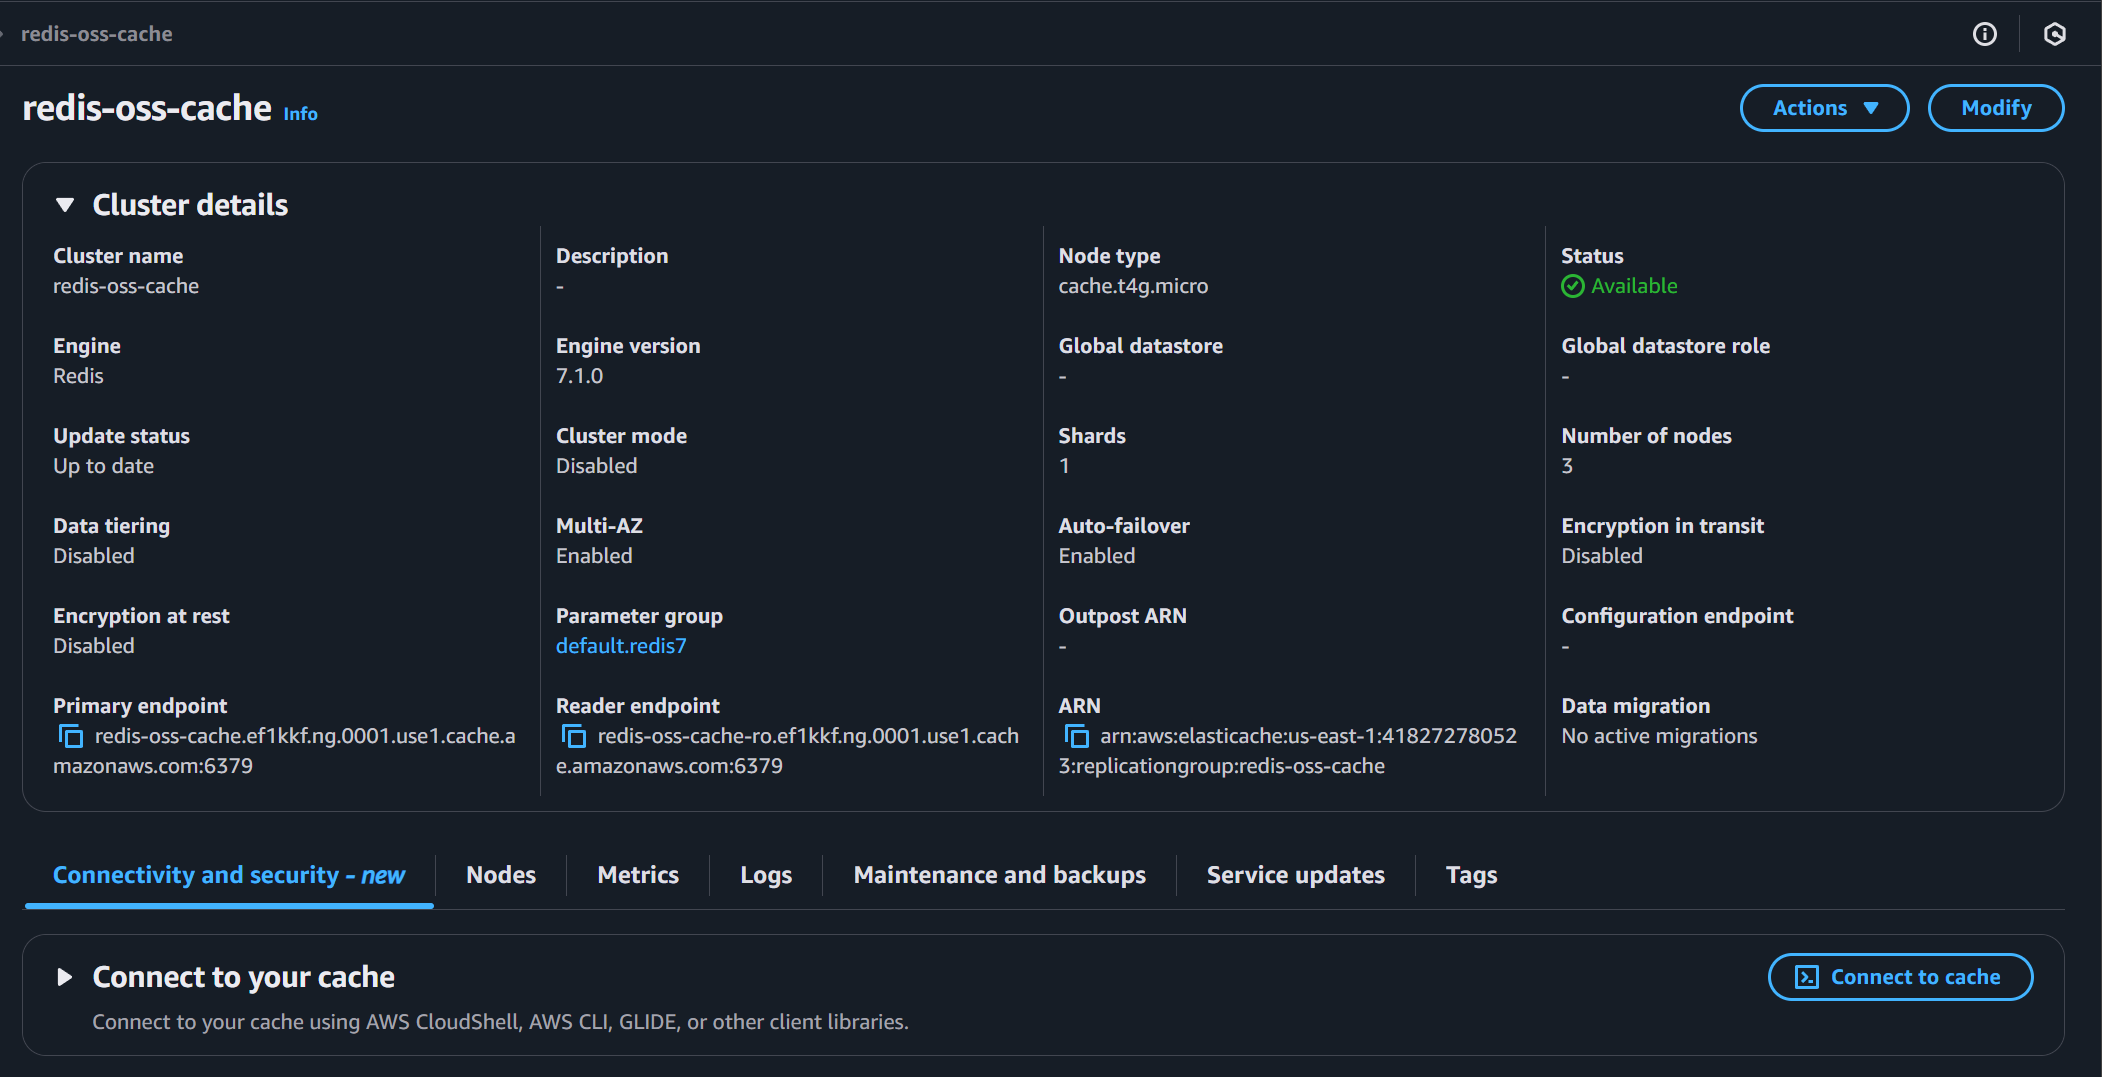 redis-oss-cache
redis-oss-cache Info
Actions
Modify
Cluster details
Cluster name
redis-oss-cache
Description
-
Node type
cache.t4g.micro
Status
Available
Engine
Redis
Engine version
7.1.0
Global datastore
-
Global datastore role
-
Update status
Up to date
Cluster mode
Disabled
Shards
1
Number of nodes
3
Data tiering
Disabled
Multi-AZ
Enabled
Auto-failover
Enabled
Encryption in transit
Disabled
Encryption at rest
Disabled
Parameter group
default.redis7
Outpost ARN
-
Configuration endpoint
-
Primary endpoint
redis-oss-cache.ef1kkf.ng.0001.use1.cache.a
mazonaws.com:6379
Reader endpoint
redis-oss-cache-ro.ef1kkf.ng.0001.use1.cach
e.amazonaws.com:6379
ARN
arn:aws:elasticache:us-east-1:41827278052
3:replicationgroup:redis-oss-cache
Data migration
No active migrations
Connectivity and security - new
Nodes
Metrics
Logs
Maintenance and backups
Service updates
Tags
Connect to your cache
Connect to cache
Connect to your cache using AWS CloudShell, AWS CLI, GLIDE, or other client libraries.